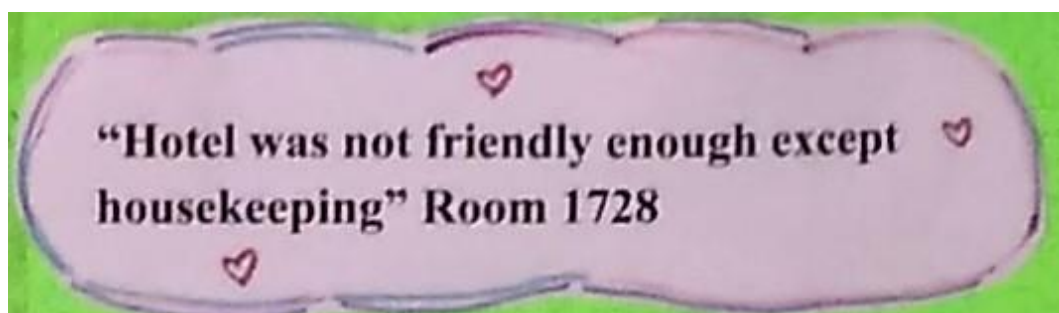 “Hotel was not friendly enough except
housekeeping” Room 1728